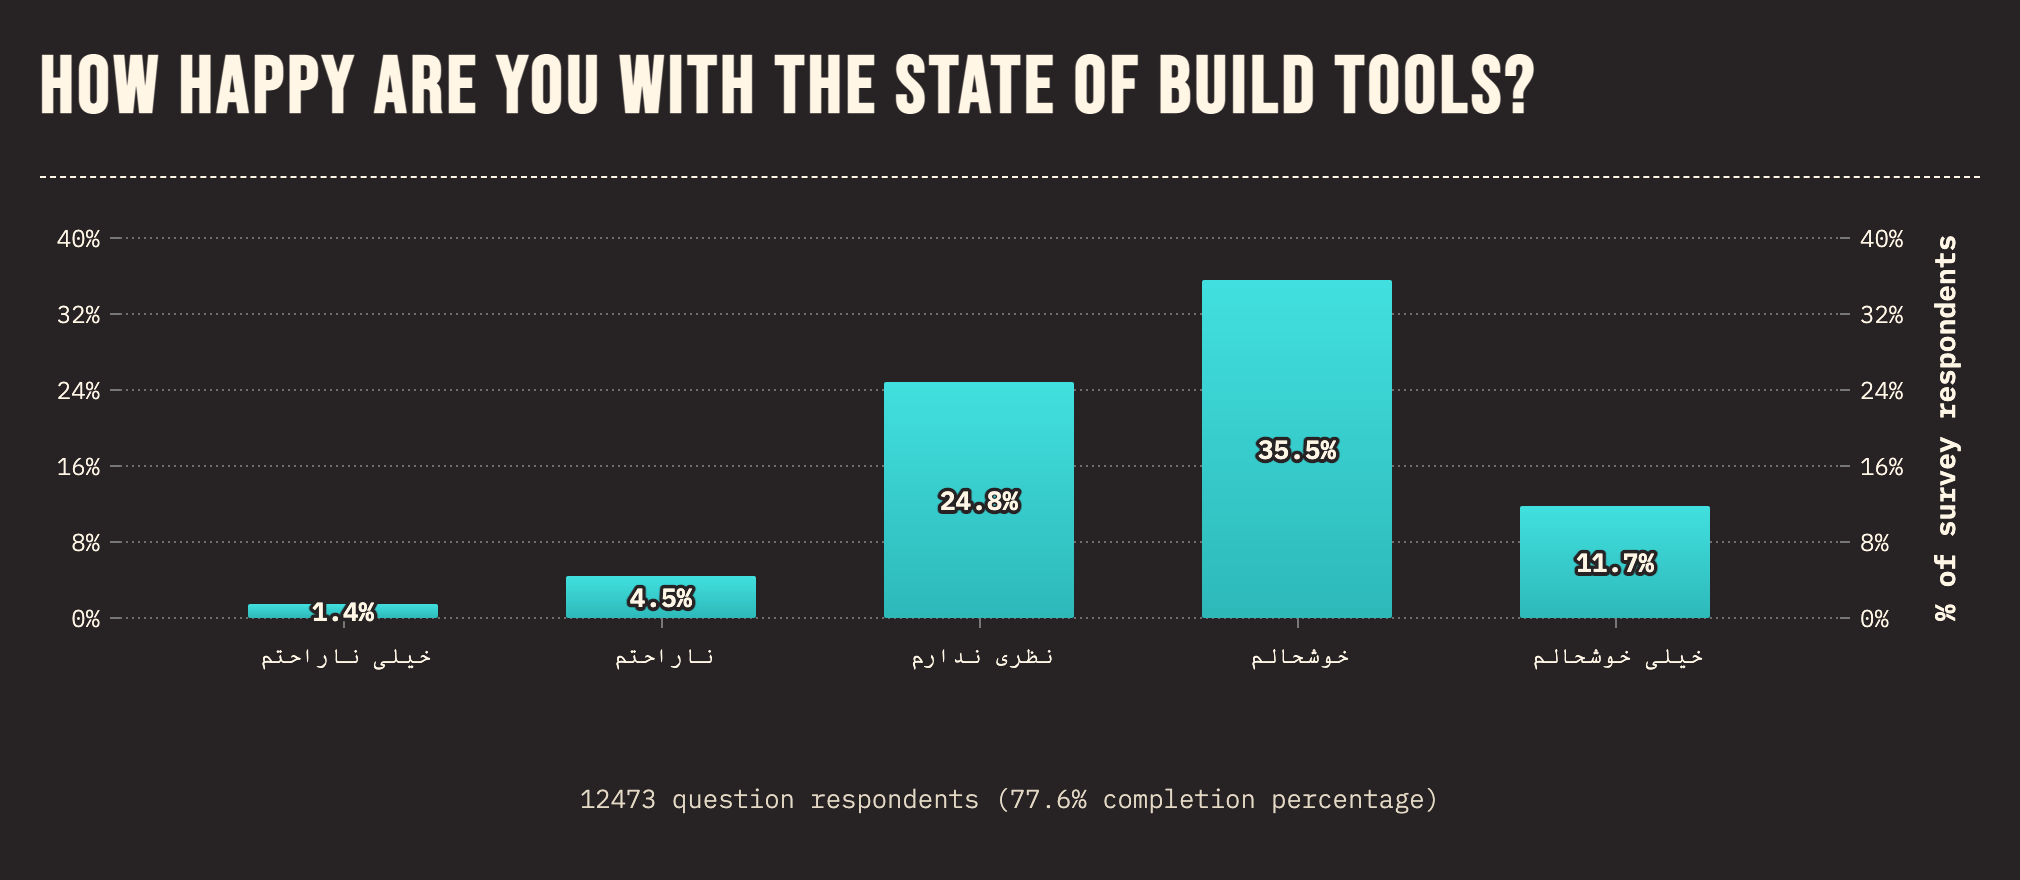 HOW HAPPY ARE YOU WITH THE STATE OF BUILD TOOLS?
40%
32%
24%
16%
8%
0%
40%
32%
24%
16%
8%
0%
% of survey respondents
1.4%
4.5%
24.8%
35.5%
11.7%
خیلی ناراحتم
ناراحتم
نظری ندارم
خوشحالم
خیلی خوشحالم
12473 question respondents (77.6% completion percentage)